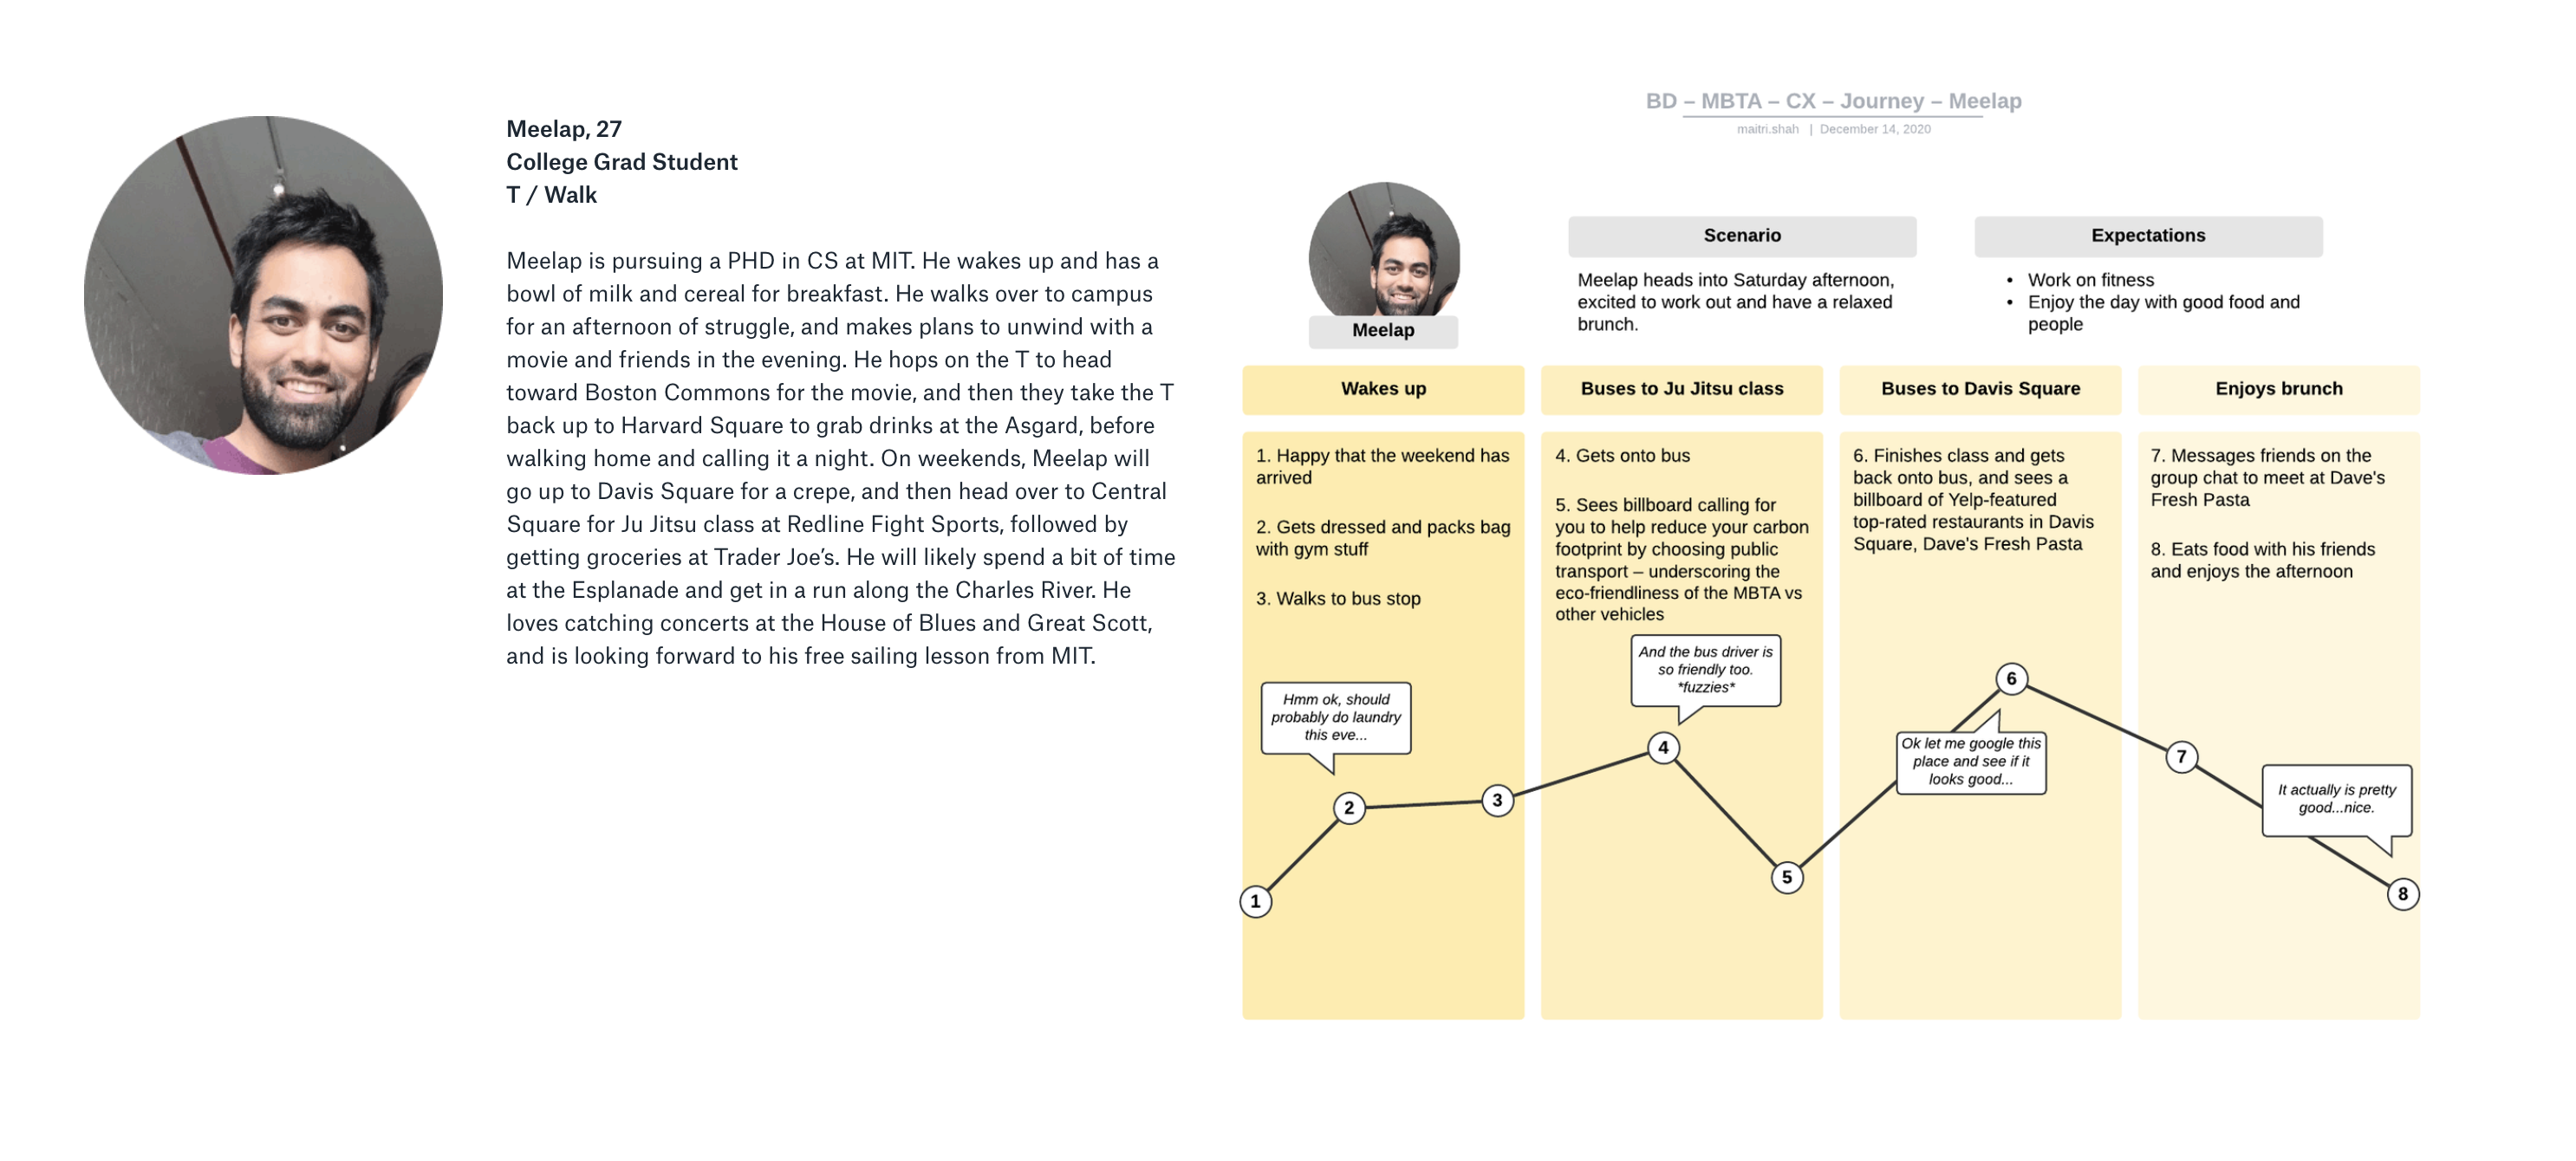 Meelap, 27
College Grad Student
T / Walk
Meelap is pursuing a PHD in CS at MIT. He wakes up and has a
bowl of milk and cereal for breakfast. He walks over to campus
for an afternoon of struggle, and makes plans to unwind with a
movie and friends in the evening. He hops on the T to head
toward Boston Commons for the movie, and then they take the T
back up to Harvard Square to grab drinks at the Asgard, before
walking home and calling it a night. On weekends, Meelap will
go up to Davis Square for a crepe, and then head over to Central
Square for Ju Jitsu class at Redline Fight Sports, followed by
getting groceries at Trader Joe’s. He will likely spend a bit of time
at the Esplanade and get in a run along the Charles River. He
loves catching concerts at the House of Blues and Great Scott,
and is looking forward to his free sailing lesson from MIT.
BD – MBTA – CX – Journey – Meelap
maitri.shah | December 14, 2020
Meelap
Scenario
Meelap heads into Saturday afternoon,
excited to work out and have a relaxed
brunch.
Expectations
• Work on fitness
• Enjoy the day with good food and
people
Wakes up
1. Happy that the weekend has
arrived
2. Gets dressed and packs bag
with gym stuff
3. Walks to bus stop
Hmm ok, should
probably do laundry
this eve...
1
2
3
Buses to Ju Jitsu class
4. Gets onto bus
5. Sees billboard calling for
you to help reduce your carbon
footprint by choosing public
transport – underscoring the
eco-friendliness of the MBTA vs
other vehicles
And the bus driver is
so friendly too.
*fuzzies*
4
5
Buses to Davis Square
6. Finishes class and gets
back onto bus, and sees a
billboard of Yelp-featured
top-rated restaurants in Davis
Square, Dave's Fresh Pasta
6
Ok let me google this
place and see if it
looks good...
Enjoys brunch
7. Messages friends on the
group chat to meet at Dave's
Fresh Pasta
8. Eats food with his friends
and enjoys the afternoon
7
It actually is pretty
good...nice.
8